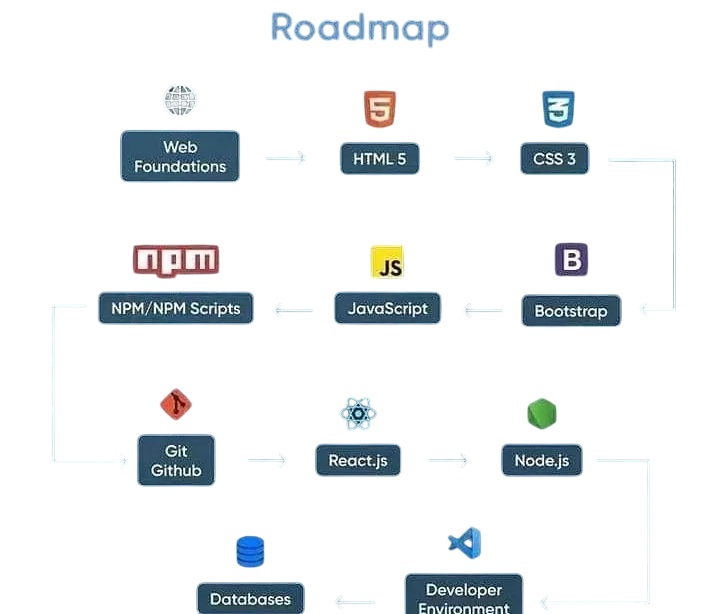 Roadmap
Web
Foundations
5
HTML 5
3
CSS 3
B
Bootstrap
JS
JavaScript
npm
NPM/NPM Scripts
Git
Github
React.js
Node.js
Developer
Environment
Databases